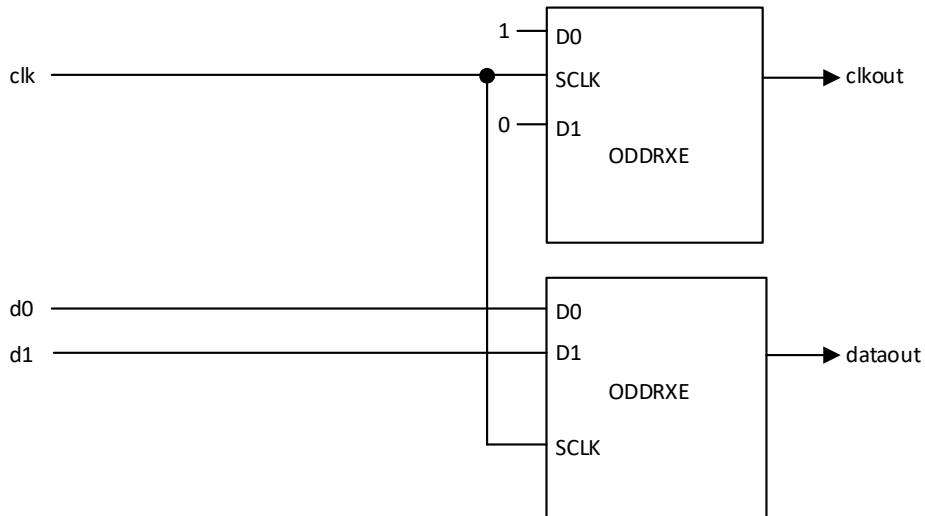 1 D0
clk SCLK clkout
0 D1
ODDRXE
d0 D0
d1 D1 dataout
ODDRXE
SCLK